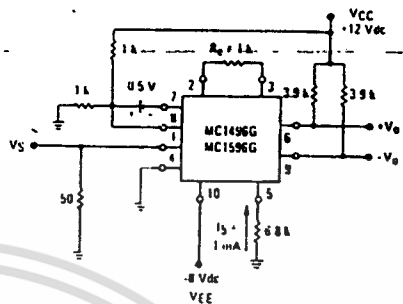 VCC
+12 Vdc
1 k
Re = 1 k
1 k
0.5 V
+ -
7
8
1
4
2
3
3.9 k
3.9 k
MC1496G
MC1596G
6
9
+Vo
-Vo
VS
50
10
5
I5
1 mA
6.8 k
-8 Vdc
VEE